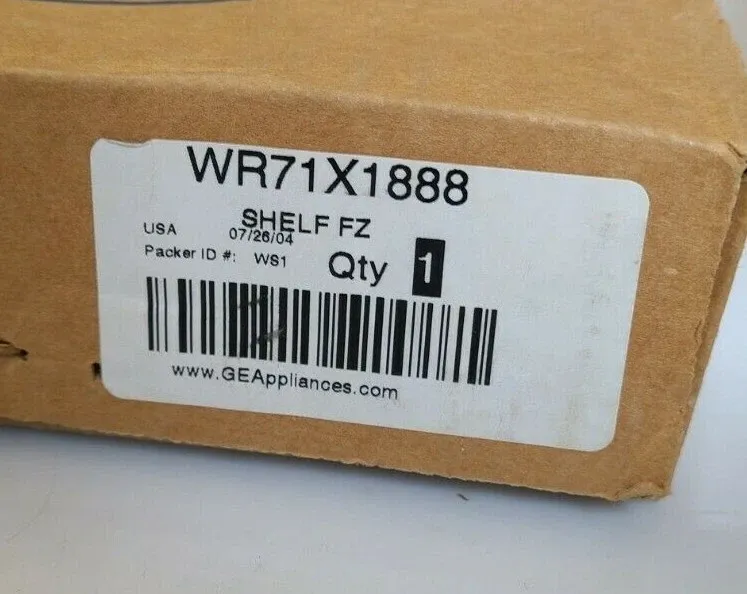 WR71X1888
SHELF FZ
USA 07/26/04
Packer ID #: WS1
Qty 1
www.GEAppliances.com